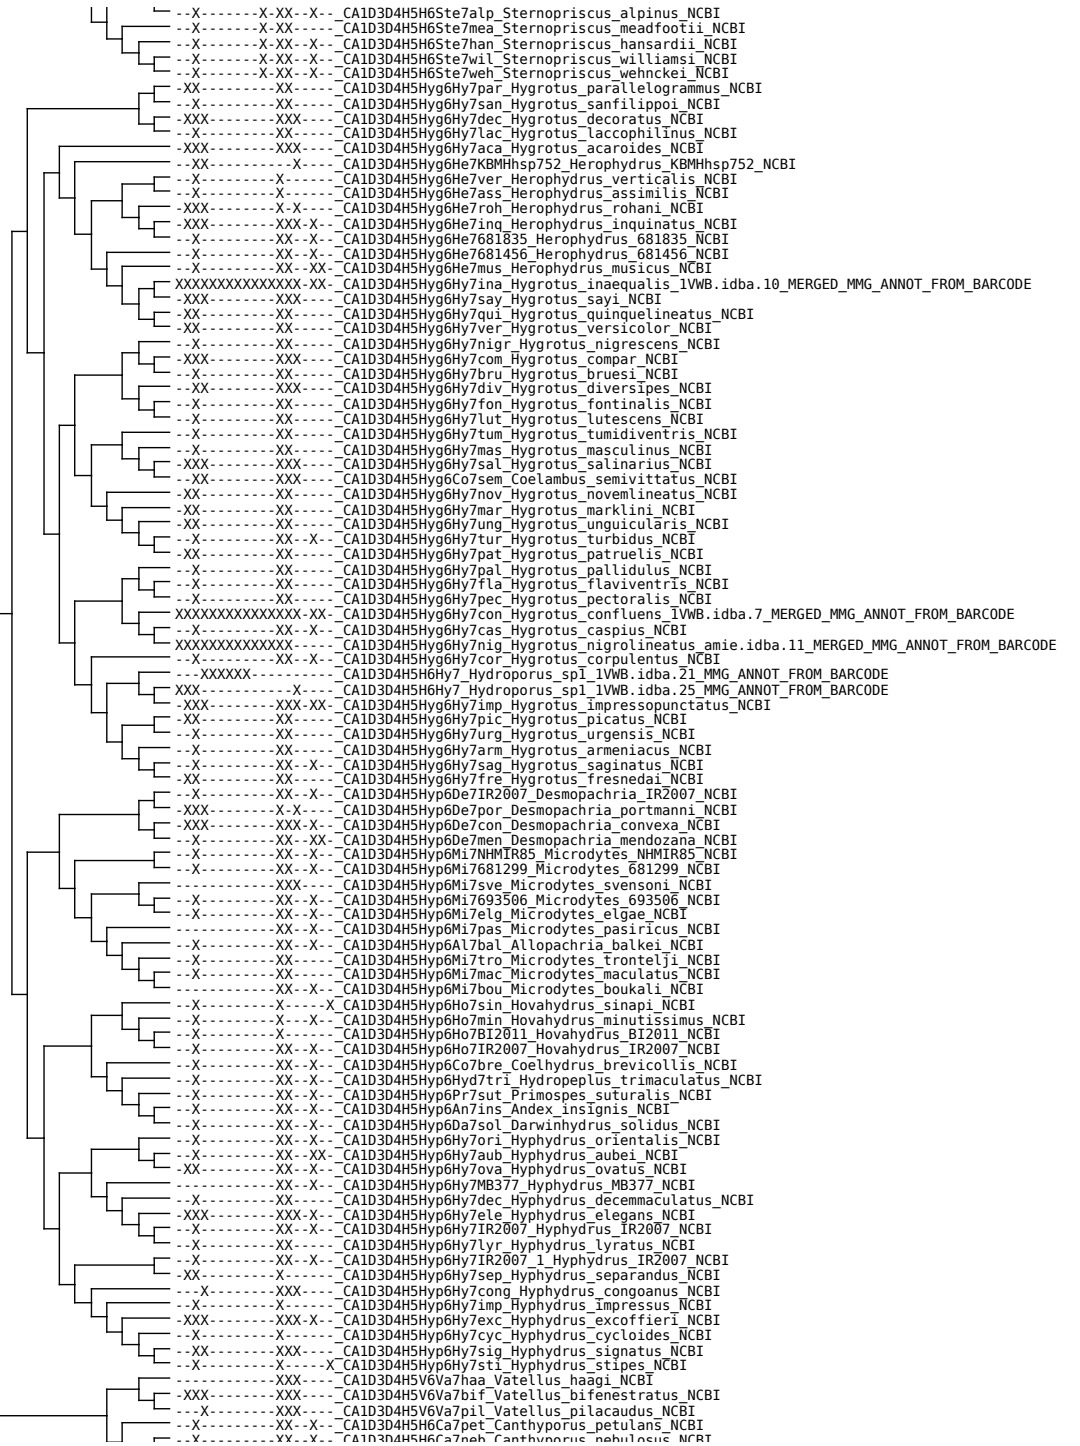 --X-------X-XX--X--_CA1D3D4H5H6Ste7alp_Sternopriscus_alpinus_NCBI
--X-------X-XX-----_CA1D3D4H5H6Ste7mea_Sternopriscus_meadfootii_NCBI
--X-------X-XX--X--_CA1D3D4H5H6Ste7han_Sternopriscus_hansardii_NCBI
--X-------X-XX--X--_CA1D3D4H5H6Ste7wil_Sternopriscus_williamsi_NCBI
--X-------X-XX--X--_CA1D3D4H5H6Ste7weh_Sternopriscus_wehnckei_NCBI
-XX---------XX-----_CA1D3D4H5Hyg6Hy7par_Hygrotus_parallelogrammus_NCBI
--X---------XX-----_CA1D3D4H5Hyg6Hy7san_Hygrotus_sanfilippoi_NCBI
-XXX--------XXX----_CA1D3D4H5Hyg6Hy7dec_Hygrotus_decoratus_NCBI
--X---------XX-----_CA1D3D4H5Hyg6Hy7lac_Hygrotus_laccophilinus_NCBI
-XXX--------XXX----_CA1D3D4H5Hyg6Hy7aca_Hygrotus_acaroides_NCBI
--XX----------X----_CA1D3D4H5Hyg6He7KBMHhsp752_Herophydrus_KBMHhsp752_NCBI
--X---------X------_CA1D3D4H5Hyg6He7ver_Herophydrus_verticalis_NCBI
--X---------X------_CA1D3D4H5Hyg6He7ass_Herophydrus_assimilis_NCBI
-XXX--------X-X----_CA1D3D4H5Hyg6He7roh_Herophydrus_rohani_NCBI
-XXX--------XXX-X--_CA1D3D4H5Hyg6He7inq_Herophydrus_inquinatus_NCBI
--X---------XX--X--_CA1D3D4H5Hyg6He7681835_Herophydrus_681835_NCBI
--X---------XX--X--_CA1D3D4H5Hyg6He7681456_Herophydrus_681456_NCBI
--X---------XX--XX-_CA1D3D4H5Hyg6He7mus_Herophydrus_musicus_NCBI
XXXXXXXXXXXXXXX-XX-_CA1D3D4H5Hyg6Hy7ina_Hygrotus_inaequalis_1VWB.idba.10_MERGED_MMG_ANNOT_FROM_BARCODE
-XXX--------XXX----_CA1D3D4H5Hyg6Hy7say_Hygrotus_sayi_NCBI
-XX---------XX-----_CA1D3D4H5Hyg6Hy7qui_Hygrotus_quinquelineatus_NCBI
-XX---------XX-----_CA1D3D4H5Hyg6Hy7ver_Hygrotus_versicolor_NCBI
--X---------XX-----_CA1D3D4H5Hyg6Hy7nigr_Hygrotus_nigrescens_NCBI
-XXX--------XXX----_CA1D3D4H5Hyg6Hy7com_Hygrotus_compar_NCBI
--X---------XX-----_CA1D3D4H5Hyg6Hy7bru_Hygrotus_bruesi_NCBI
--XX--------XXX----_CA1D3D4H5Hyg6Hy7div_Hygrotus_diversipes_NCBI
--X---------XX-----_CA1D3D4H5Hyg6Hy7fon_Hygrotus_fontinalis_NCBI
--X---------XX-----_CA1D3D4H5Hyg6Hy7lut_Hygrotus_lutescens_NCBI
--X---------XX-----_CA1D3D4H5Hyg6Hy7tum_Hygrotus_tumidiventris_NCBI
--X---------XX-----_CA1D3D4H5Hyg6Hy7mas_Hygrotus_masculinus_NCBI
-XXX--------XXX----_CA1D3D4H5Hyg6Hy7sal_Hygrotus_salinarius_NCBI
--XX--------XXX----_CA1D3D4H5Hyg6Co7sem_Coelambus_semivittatus_NCBI
-XX---------XX-----_CA1D3D4H5Hyg6Hy7nov_Hygrotus_novemlineatus_NCBI
-XX---------XX-----_CA1D3D4H5Hyg6Hy7mar_Hygrotus_marklini_NCBI
-XX---------XX-----_CA1D3D4H5Hyg6Hy7ung_Hygrotus_unguicularis_NCBI
--X---------XX--X--_CA1D3D4H5Hyg6Hy7tur_Hygrotus_turbidus_NCBI
-XX---------XX-----_CA1D3D4H5Hyg6Hy7pat_Hygrotus_patruelis_NCBI
--X---------XX-----_CA1D3D4H5Hyg6Hy7pal_Hygrotus_pallidulus_NCBI
--X---------XX-----_CA1D3D4H5Hyg6Hy7fla_Hygrotus_flaviventris_NCBI
--X---------XX-----_CA1D3D4H5Hyg6Hy7pec_Hygrotus_pectoralis_NCBI
XXXXXXXXXXXXXXX-XX-_CA1D3D4H5Hyg6Hy7con_Hygrotus_confluens_1VWB.idba.7_MERGED_MMG_ANNOT_FROM_BARCODE
--X---------XX--X--_CA1D3D4H5Hyg6Hy7cas_Hygrotus_caspius_NCBI
XXXXXXXXXXXXXX-----_CA1D3D4H5Hyg6Hy7nig_Hygrotus_nigrolineatus_amie.idba.11_MERGED_MMG_ANNOT_FROM_BARCODE
--X---------XX--X--_CA1D3D4H5Hyg6Hy7cor_Hygrotus_corpulentus_NCBI
---XXXXXX----------_CA1D3D4H5H6Hy7_Hydroporus_sp1_1VWB.idba.21_MMG_ANNOT_FROM_BARCODE
XXX-----------X----_CA1D3D4H5H6Hy7_Hydroporus_sp1_1VWB.idba.25_MMG_ANNOT_FROM_BARCODE
-XXX--------XXX-XX-_CA1D3D4H5Hyg6Hy7imp_Hygrotus_impressopunctatus_NCBI
-XX---------XX-----_CA1D3D4H5Hyg6Hy7pic_Hygrotus_picatus_NCBI
--X---------XX-----_CA1D3D4H5Hyg6Hy7urg_Hygrotus_urgensis_NCBI
--X---------XX-----_CA1D3D4H5Hyg6Hy7arm_Hygrotus_armeniacus_NCBI
--X---------XX--X--_CA1D3D4H5Hyg6Hy7sag_Hygrotus_saginatus_NCBI
-XX---------XX-----_CA1D3D4H5Hyg6Hy7fre_Hygrotus_fresnedai_NCBI
--X---------XX--X--_CA1D3D4H5Hyp6De7IR2007_Desmopachria_IR2007_NCBI
-XXX--------X-X----_CA1D3D4H5Hyp6De7por_Desmopachria_portmanni_NCBI
-XXX--------XXX-X--_CA1D3D4H5Hyp6De7con_Desmopachria_convexa_NCBI
--X---------XX--XX-_CA1D3D4H5Hyp6De7men_Desmopachria_mendozana_NCBI
--X---------XX--X--_CA1D3D4H5Hyp6Mi7NHMIR85_Microdytes_NHMIR85_NCBI
--X---------XX--X--_CA1D3D4H5Hyp6Mi7681299_Microdytes_681299_NCBI
------------XXX----_CA1D3D4H5Hyp6Mi7sve_Microdytes_svensoni_NCBI
--X---------XX--X--_CA1D3D4H5Hyp6Mi7693506_Microdytes_693506_NCBI
--X---------XX--X--_CA1D3D4H5Hyp6Mi7elg_Microdytes_elgae_NCBI
------------XX--X--_CA1D3D4H5Hyp6Mi7pas_Microdytes_pasiricus_NCBI
--X---------XX--X--_CA1D3D4H5Hyp6Al7bal_Allopachria_balkei_NCBI
--X---------XX-----_CA1D3D4H5Hyp6Mi7tro_Microdytes_trontelji_NCBI
--X---------XX-----_CA1D3D4H5Hyp6Mi7mac_Microdytes_maculatus_NCBI
------------XX--X--_CA1D3D4H5Hyp6Mi7bou_Microdytes_boukali_NCBI
--X---------X-----X_CA1D3D4H5Hyp6Ho7sin_Hovahydrus_sinapi_NCBI
--X---------X---X--_CA1D3D4H5Hyp6Ho7min_Hovahydrus_minutissimus_NCBI
--X---------X------_CA1D3D4H5Hyp6Ho7BI2011_Hovahydrus_BI2011_NCBI
--X---------XX--X--_CA1D3D4H5Hyp6Ho7IR2007_Hovahydrus_IR2007_NCBI
--X---------XX--X--_CA1D3D4H5Hyp6Co7bre_Coelhydrus_brevicollis_NCBI
--X---------XX--X--_CA1D3D4H5Hyp6Hyd7tri_Hydropeplus_trimaculatus_NCBI
--X---------XX--X--_CA1D3D4H5Hyp6Pr7sut_Primospes_suturalis_NCBI
--X---------XX--X--_CA1D3D4H5Hyp6An7ins_Andex_insignis_NCBI
--X---------XX--X--_CA1D3D4H5Hyp6Da7sol_Darwinhydrus_solidus_NCBI
--X---------XX--X--_CA1D3D4H5Hyp6Hy7ori_Hyphydrus_orientalis_NCBI
--X---------XX--XX-_CA1D3D4H5Hyp6Hy7aub_Hyphydrus_aubei_NCBI
-XX---------XX--X--_CA1D3D4H5Hyp6Hy7ova_Hyphydrus_ovatus_NCBI
------------XX--X--_CA1D3D4H5Hyp6Hy7MB377_Hyphydrus_MB377_NCBI
--X---------XX-----_CA1D3D4H5Hyp6Hy7dec_Hyphydrus_decemmaculatus_NCBI
-XXX--------XXX-X--_CA1D3D4H5Hyp6Hy7ele_Hyphydrus_elegans_NCBI
--X---------XX--X--_CA1D3D4H5Hyp6Hy7IR2007_Hyphydrus_IR2007_NCBI
--X---------XX-----_CA1D3D4H5Hyp6Hy7lyr_Hyphydrus_lyratus_NCBI
--X---------XX--X--_CA1D3D4H5Hyp6Hy7IR2007_1_Hyphydrus_IR2007_NCBI
-XX---------X------_CA1D3D4H5Hyp6Hy7sep_Hyphydrus_separandus_NCBI
---X--------XXX----_CA1D3D4H5Hyp6Hy7cong_Hyphydrus_congoanus_NCBI
--X---------X------_CA1D3D4H5Hyp6Hy7imp_Hyphydrus_impressus_NCBI
-XXX--------XXX-X--_CA1D3D4H5Hyp6Hy7exc_Hyphydrus_excoffieri_NCBI
--X---------X------_CA1D3D4H5Hyp6Hy7cyc_Hyphydrus_cycloides_NCBI
--XX--------XXX----_CA1D3D4H5Hyp6Hy7sig_Hyphydrus_signatus_NCBI
--X---------X-----X_CA1D3D4H5Hyp6Hy7sti_Hyphydrus_stipes_NCBI
------------XXX----_CA1D3D4H5V6Va7haa_Vatellus_haagi_NCBI
-XXX--------XXX----_CA1D3D4H5V6Va7bif_Vatellus_bifenestratus_NCBI
---X--------XXX----_CA1D3D4H5V6Va7pil_Vatellus_pilacaudus_NCBI
--X---------XX--X--_CA1D3D4H5H6Ca7pet_Canthyporus_petulans_NCBI
--X---------XX--X--_CA1D3D4H5H6Ca7neb_Canthyporus_nebulosus_NCBI